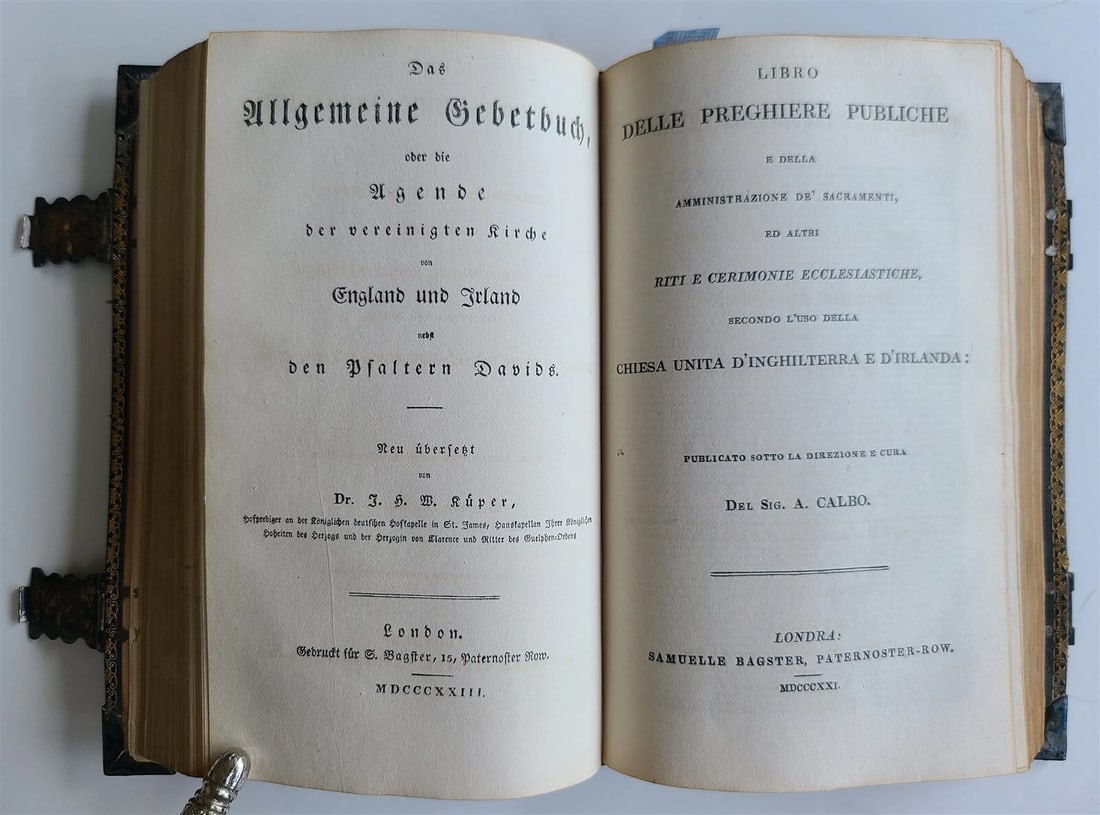 Das
Allgemeine Gebetbuch,
oder die
Agende
der vereinigten Kirche
von
England und Irland
nebst
den Psaltern Davids.
Neu übersetzt
von
Dr. J. H. W. Küper,
Hofprediger an der Königlichen deutschen Hofkapelle in St. James, Hauskapellan Ihrer Königlichen
Hoheiten des Herzogs und der Herzogin von Clarence und Ritter des Guelphen-Ordens
London.
Gedruckt für S. Bagster, 15, Paternoster Row.
MDCCCXXIII.
LIBRO
DELLE PREGHIERE PUBLICHE
E DELLA
AMMINISTRAZIONE DE' SACRAMENTI,
ED ALTRI
RITI E CERIMONIE ECCLESIASTICHE,
SECONDO L'USO DELLA
CHIESA UNITA D'INGHILTERRA E D'IRLANDA:
PUBLICATO SOTTO LA DIREZIONE E CURA
DEL SIG. A. CALBO.
LONDRA:
SAMUELLE BAGSTER, PATERNOSTER-ROW.
MDCCCXXI.